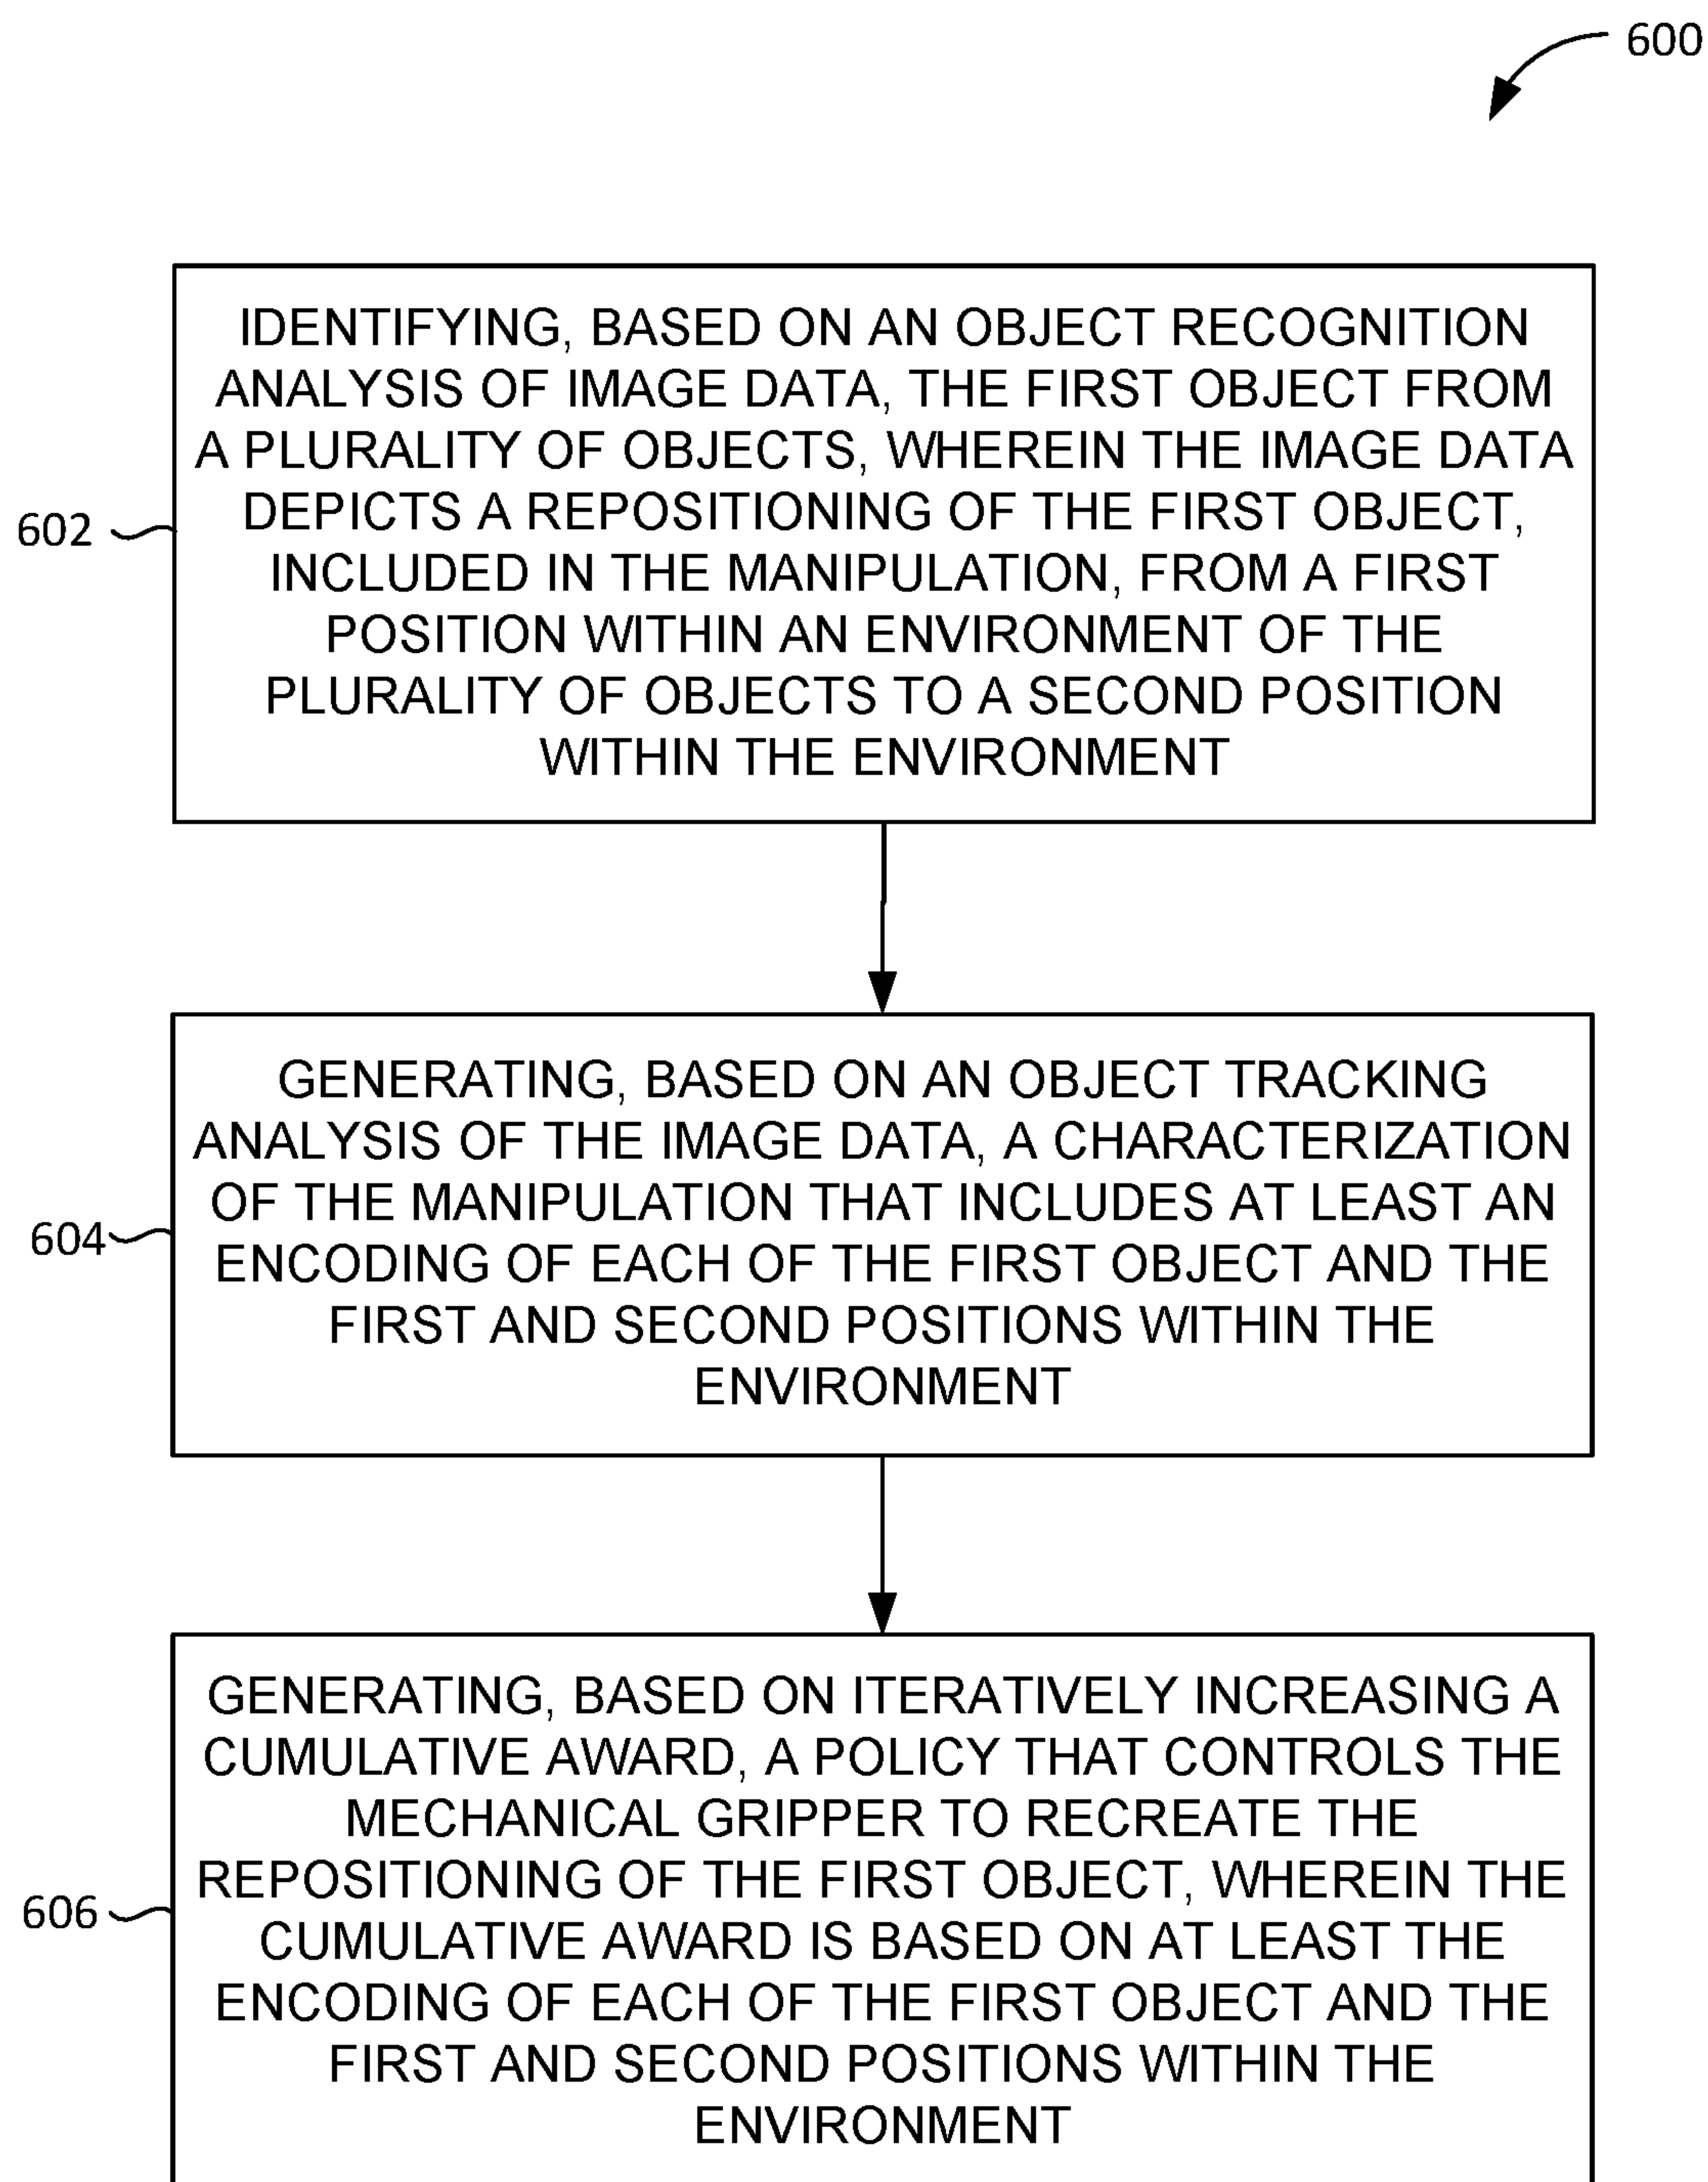 600
IDENTIFYING, BASED ON AN OBJECT RECOGNITION
ANALYSIS OF IMAGE DATA, THE FIRST OBJECT FROM
A PLURALITY OF OBJECTS, WHEREIN THE IMAGE DATA
DEPICTS A REPOSITIONING OF THE FIRST OBJECT,
INCLUDED IN THE MANIPULATION, FROM A FIRST
POSITION WITHIN AN ENVIRONMENT OF THE
PLURALITY OF OBJECTS TO A SECOND POSITION
WITHIN THE ENVIRONMENT
602
GENERATING, BASED ON AN OBJECT TRACKING
ANALYSIS OF THE IMAGE DATA, A CHARACTERIZATION
OF THE MANIPULATION THAT INCLUDES AT LEAST AN
ENCODING OF EACH OF THE FIRST OBJECT AND THE
FIRST AND SECOND POSITIONS WITHIN THE
ENVIRONMENT
604
GENERATING, BASED ON ITERATIVELY INCREASING A
CUMULATIVE AWARD, A POLICY THAT CONTROLS THE
MECHANICAL GRIPPER TO RECREATE THE
REPOSITIONING OF THE FIRST OBJECT, WHEREIN THE
CUMULATIVE AWARD IS BASED ON AT LEAST THE
ENCODING OF EACH OF THE FIRST OBJECT AND THE
FIRST AND SECOND POSITIONS WITHIN THE
ENVIRONMENT
606